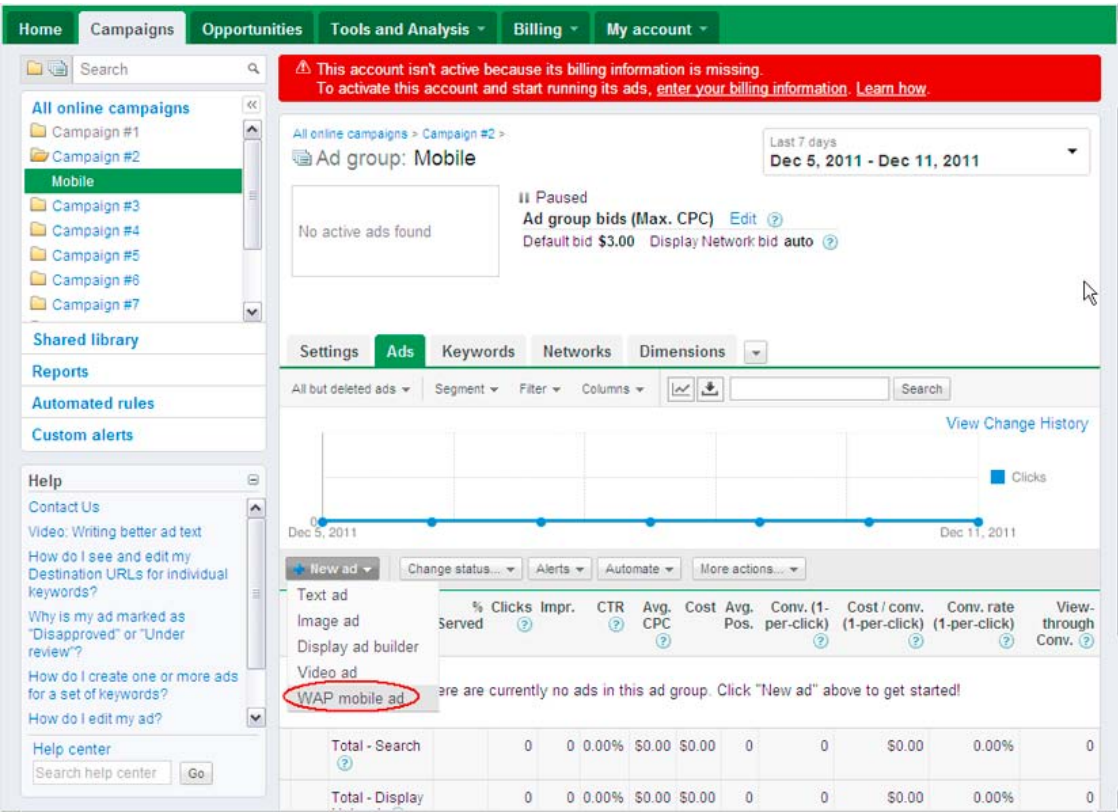 Home Campaigns Opportunities Tools and Analysis Billing My account
Search
This account isn't active because its billing information is missing.
To activate this account and start running its ads, enter your billing information. Learn how.
All online campaigns
Campaign #1
Campaign #2
Mobile
Campaign #3
Campaign #4
Campaign #5
Campaign #6
Campaign #7
Shared library
Reports
Automated rules
Custom alerts
Help
Contact Us
Video: Writing better ad text
How do I see and edit my
Destination URLs for individual
keywords?
Why is my ad marked as
"Disapproved" or "Under
review"?
How do I create one or more ads
for a set of keywords?
How do I edit my ad?
Help center
Search help center Go
All online campaigns > Campaign #2 >
Ad group: Mobile
Last 7 days
Dec 5, 2011 - Dec 11, 2011
No active ads found
Paused
Ad group bids (Max. CPC) Edit ?
Default bid $3.00 Display Network bid auto ?
Settings Ads Keywords Networks Dimensions
All but deleted ads Segment Filter Columns Search
View Change History
Clicks
0
Dec 5, 2011 Dec 11, 2011
New ad Change status... Alerts Automate More actions...
Text ad
Image ad
Display ad builder
Video ad
WAP mobile ad
% Clicks Impr. CTR Avg. Cost Avg. Conv. (1- Cost / conv. Conv. rate View-
Served ? ? CPC Pos. per-click) (1-per-click) (1-per-click) through
? ? ? ? Conv. ?
ere are currently no ads in this ad group. Click "New ad" above to get started!
Total - Search 0 0 0.00% $0.00 $0.00 0 0 $0.00 0.00% 0
?
Total - Display 0 0 0.00% $0.00 $0.00 0 0 $0.00 0.00% 0